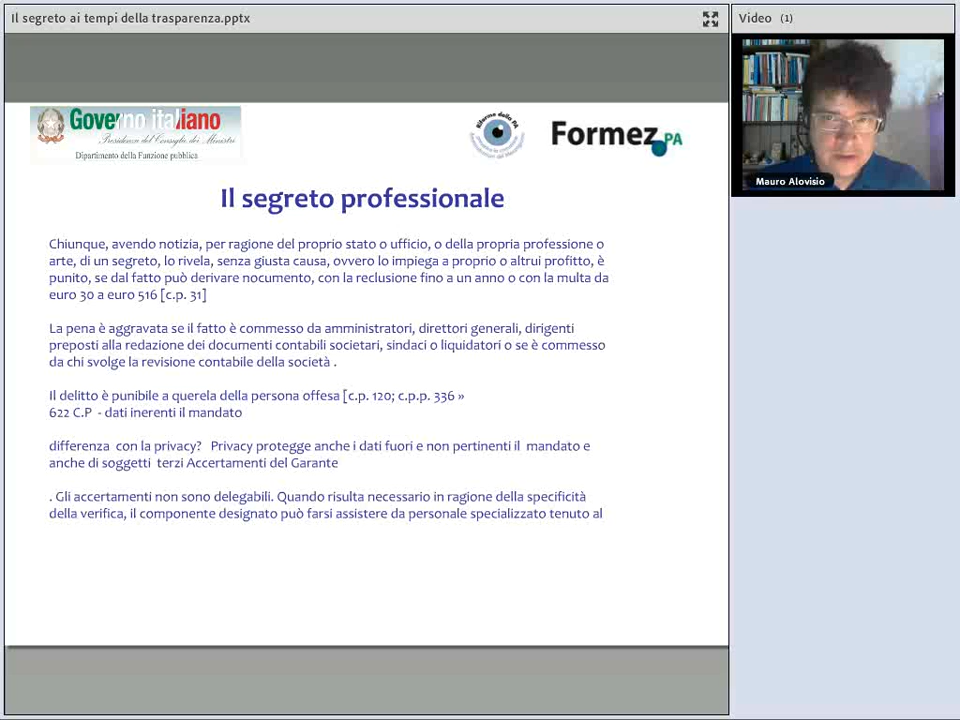 Il segreto ai tempi della trasparenza.pptx
Video (1)
Governo italiano
Presidenza del Consiglio dei Ministri
Dipartimento della Funzione pubblica
Riforma della PA
Formez PA
Mauro Alovisio
Il segreto professionale
Chiunque, avendo notizia, per ragione del proprio stato o ufficio, o della propria professione o
arte, di un segreto, lo rivela, senza giusta causa, ovvero lo impiega a proprio o altrui profitto, è
punito, se dal fatto può derivare nocumento, con la reclusione fino a un anno o con la multa da
euro 30 a euro 516 [c.p. 31]
La pena è aggravata se il fatto è commesso da amministratori, direttori generali, dirigenti
preposti alla redazione dei documenti contabili societari, sindaci o liquidatori o se è commesso
da chi svolge la revisione contabile della società .
Il delitto è punibile a querela della persona offesa [c.p. 120; c.p.p. 336 »
622 C.P - dati inerenti il mandato
differenza con la privacy? Privacy protegge anche i dati fuori e non pertinenti il mandato e
anche di soggetti terzi Accertamenti del Garante
. Gli accertamenti non sono delegabili. Quando risulta necessario in ragione della specificità
della verifica, il componente designato può farsi assistere da personale specializzato tenuto al